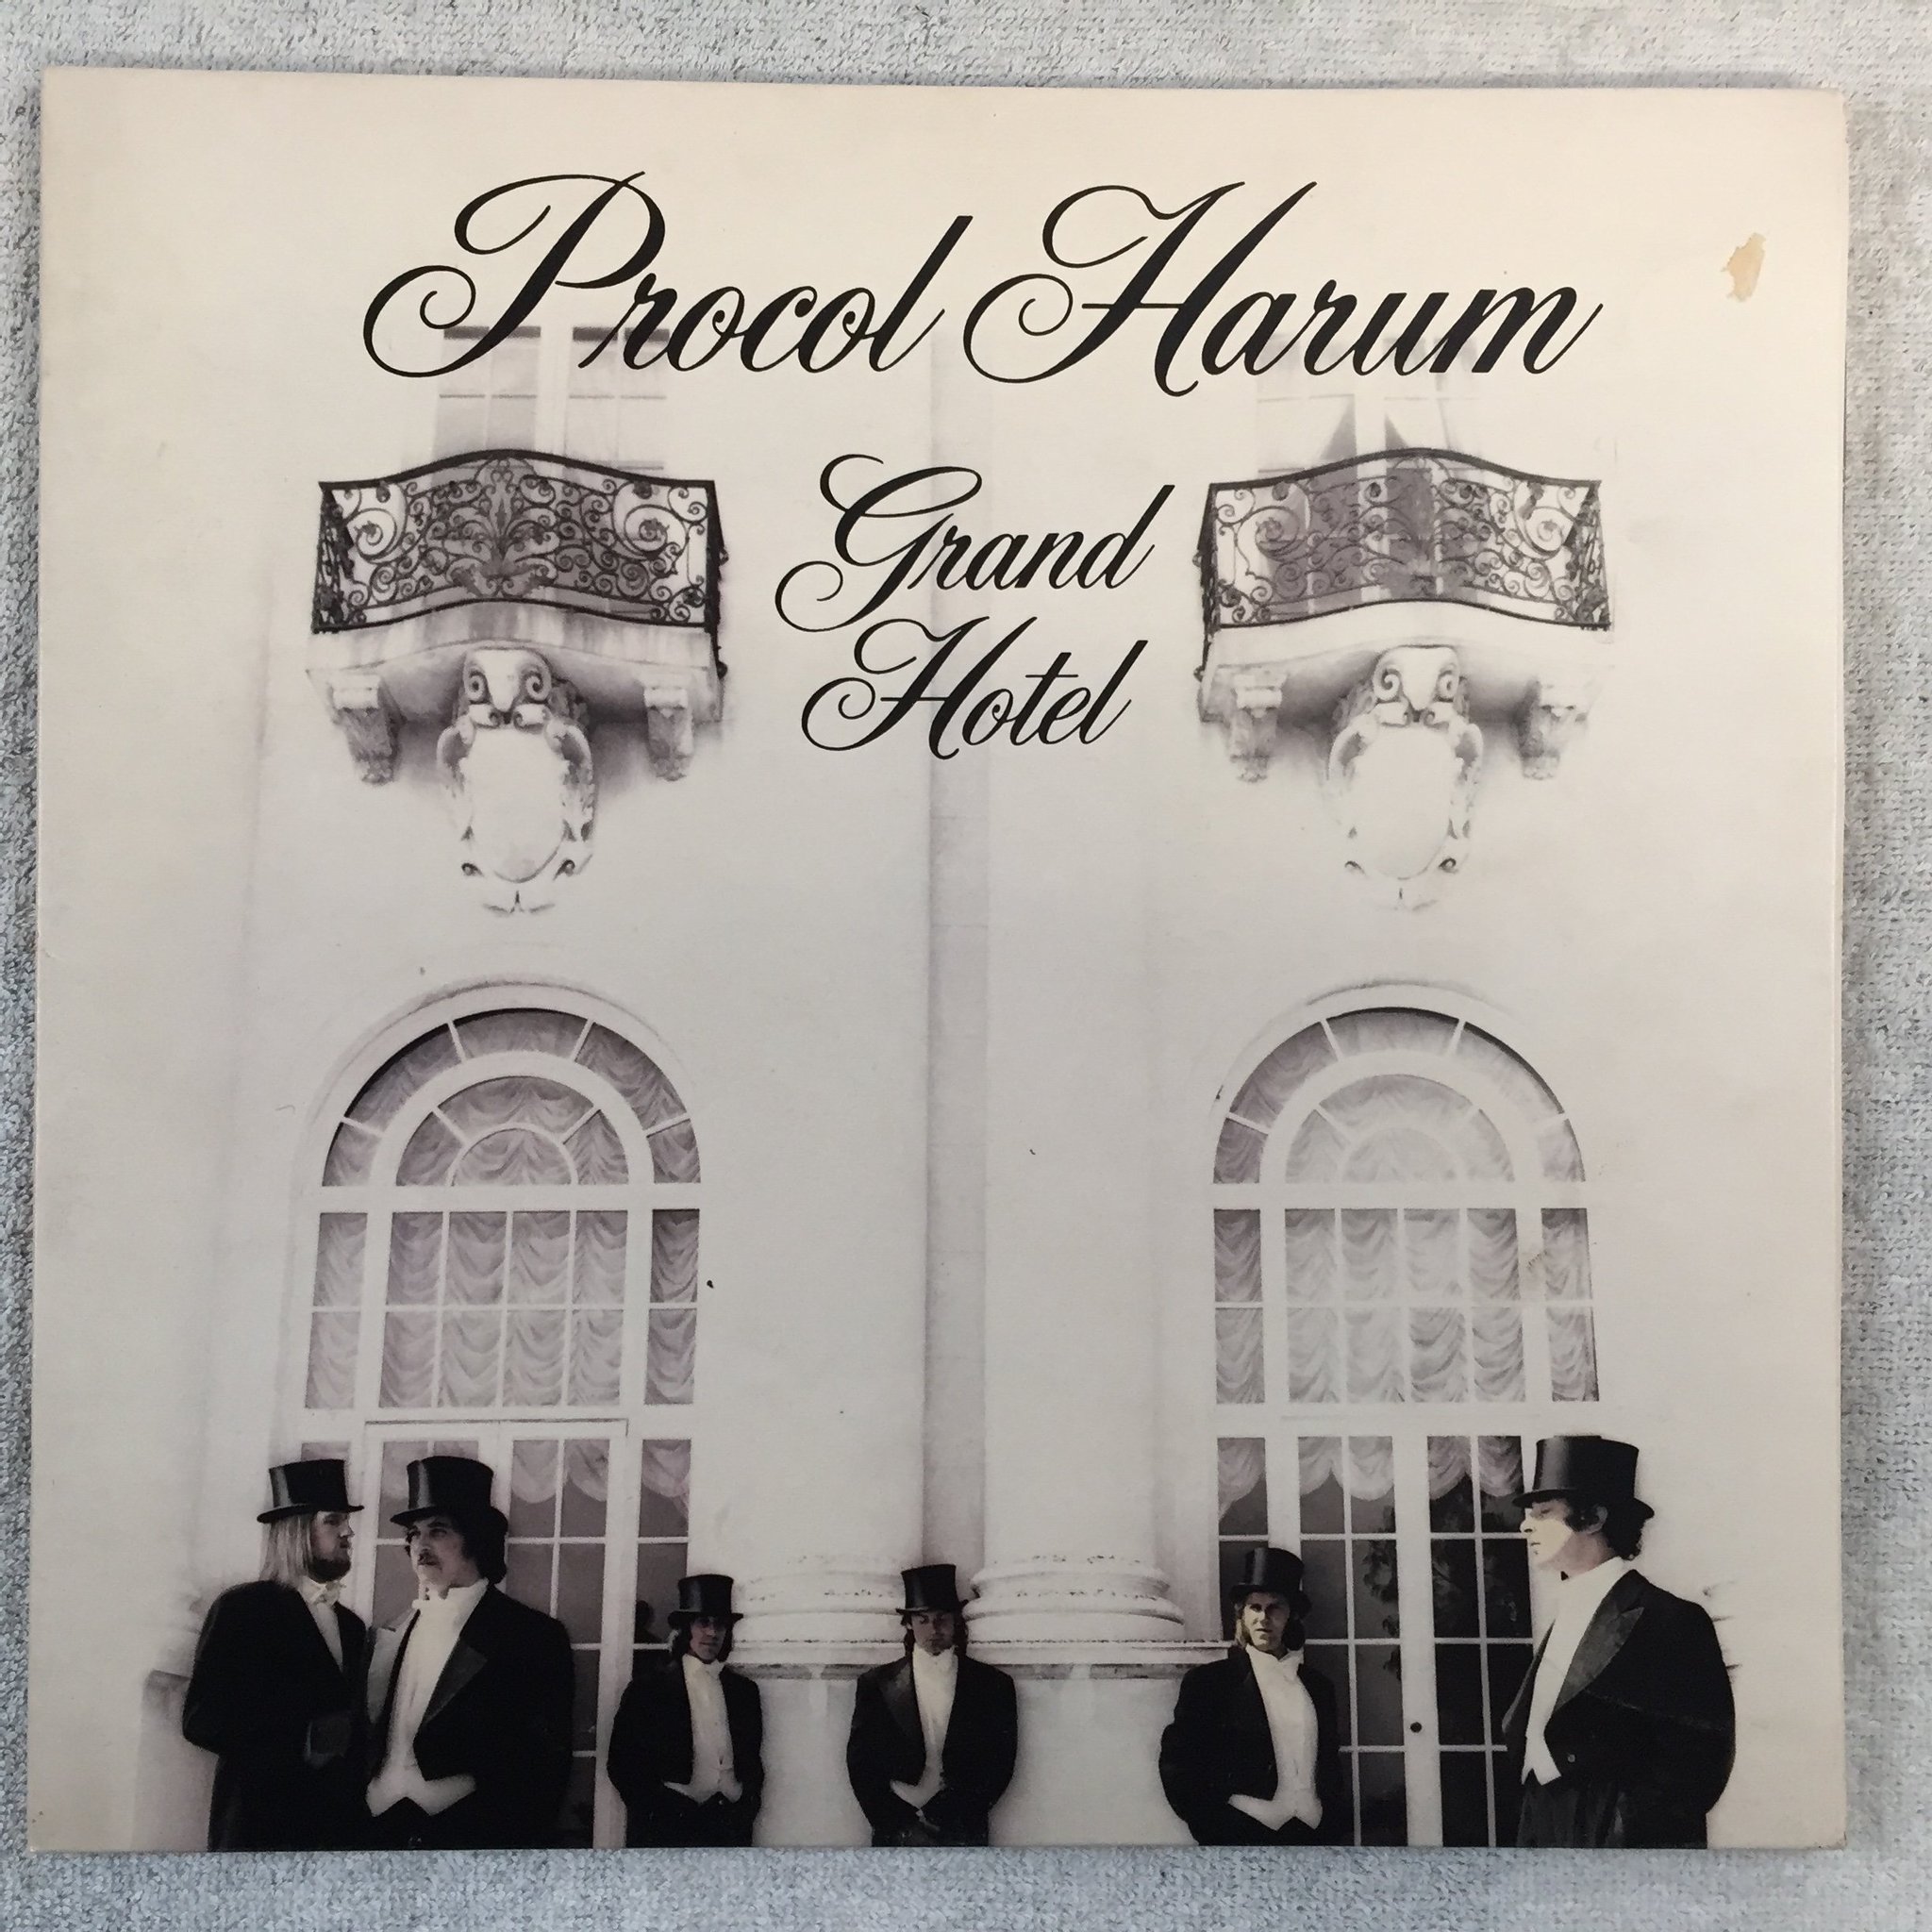 Procol Harum
Grand
Hotel